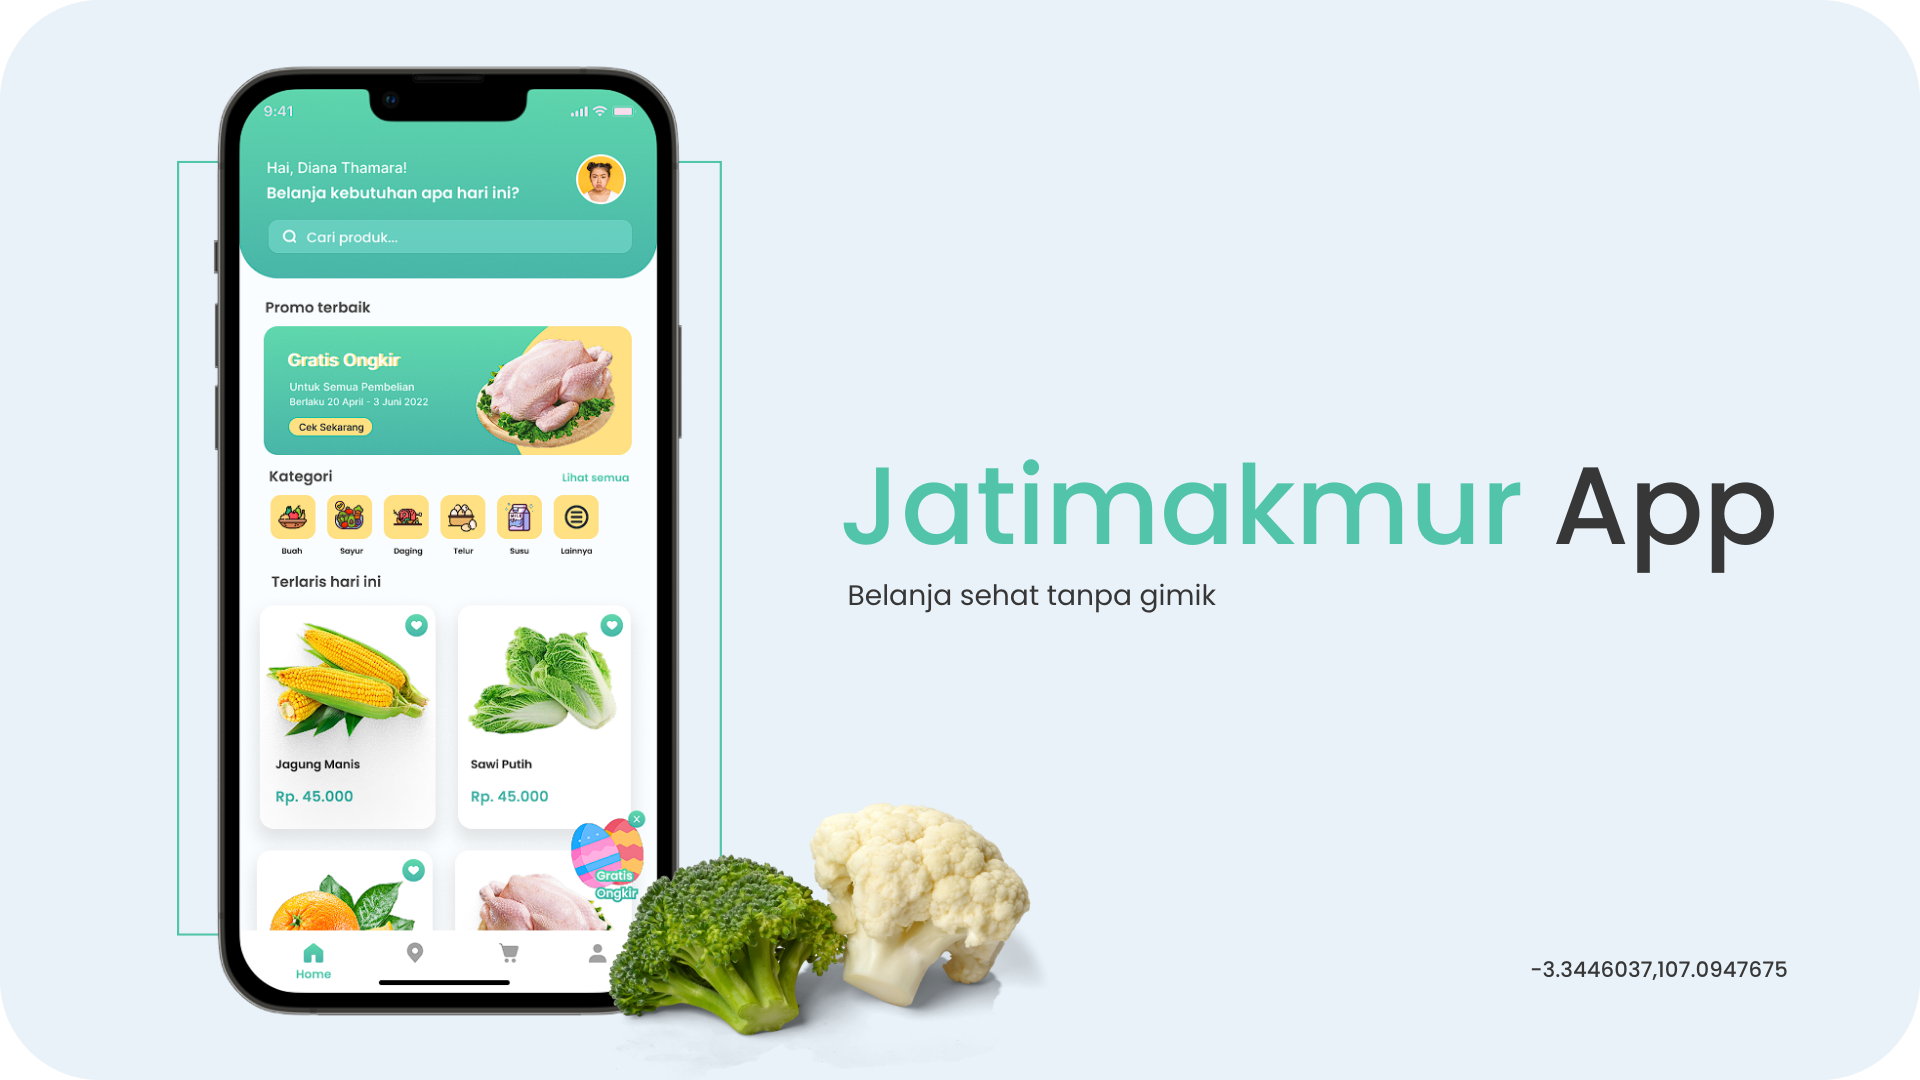 9:41
Hai, Diana Thamara!
Belanja kebutuhan apa hari ini?
Cari produk...
Promo terbaik
Gratis Ongkir
Untuk Semua Pembelian
Berlaku 20 April - 3 Juni 2022
Cek Sekarang
Kategori
Lihat semua
Buah Sayur Daging Telur Susu Lainnya
Terlaris hari ini
Jagung Manis
Rp. 45.000
Sawi Putih
Rp. 45.000
Gratis
Ongkir
Home
Jatimakmur App
Belanja sehat tanpa gimik
-3.3446037,107.0947675